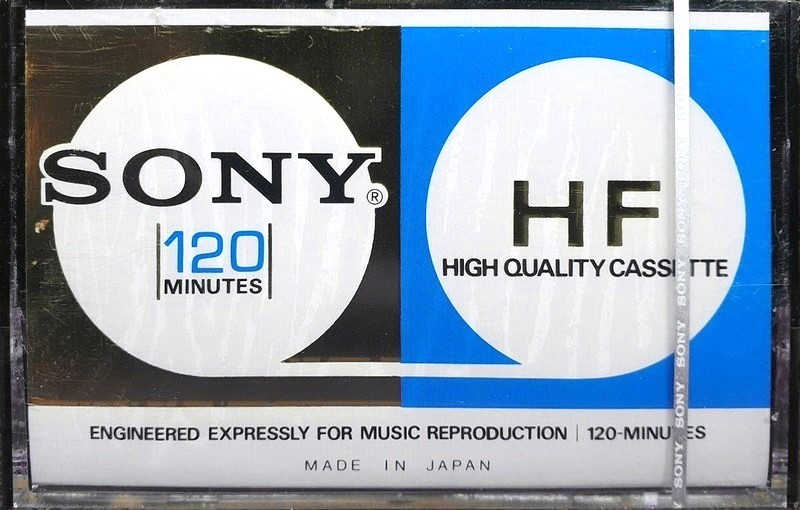 SONY®
120
MINUTES
HF
HIGH QUALITY CASSETTE
ENGINEERED EXPRESSLY FOR MUSIC REPRODUCTION | 120-MINUTES
MADE IN JAPAN
SONY SONY SONY SONY SONY